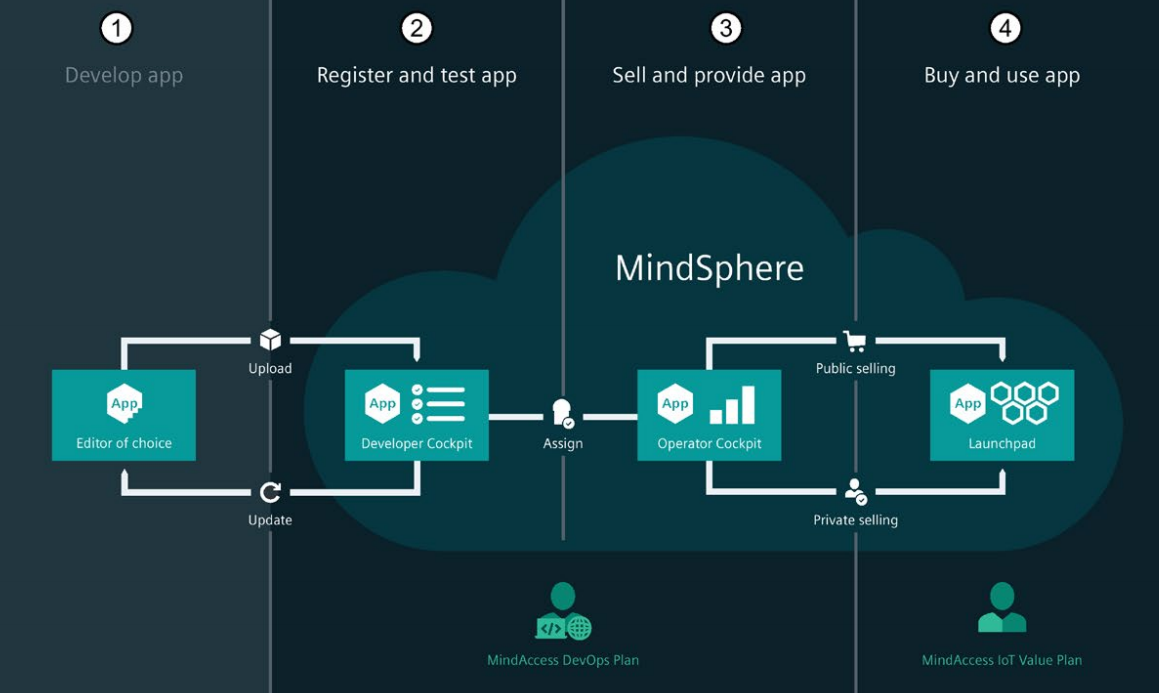 1
2
3
4
Develop app
Register and test app
Sell and provide app
Buy and use app
MindSphere
Upload
Public selling
App
Editor of choice
App
Developer Cockpit
Assign
App
Operator Cockpit
App
Launchpad
Update
Private selling
</>
MindAccess DevOps Plan
MindAccess IoT Value Plan